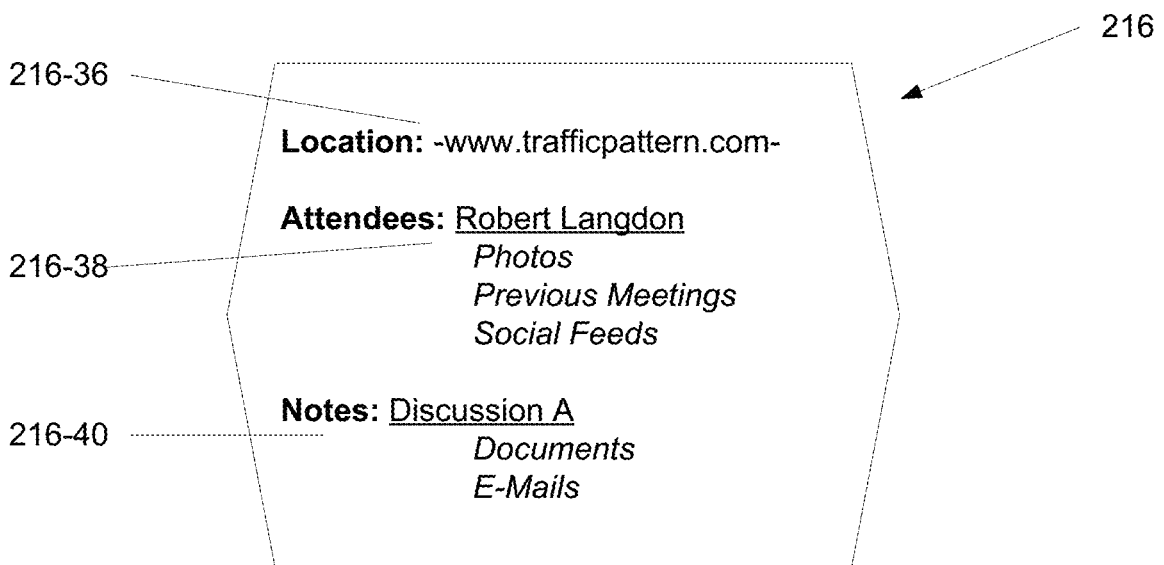 216
216-36
Location: -www.trafficpattern.com-
Attendees: Robert Langdon
216-38
Photos
Previous Meetings
Social Feeds
Notes: Discussion A
216-40
Documents
E-Mails